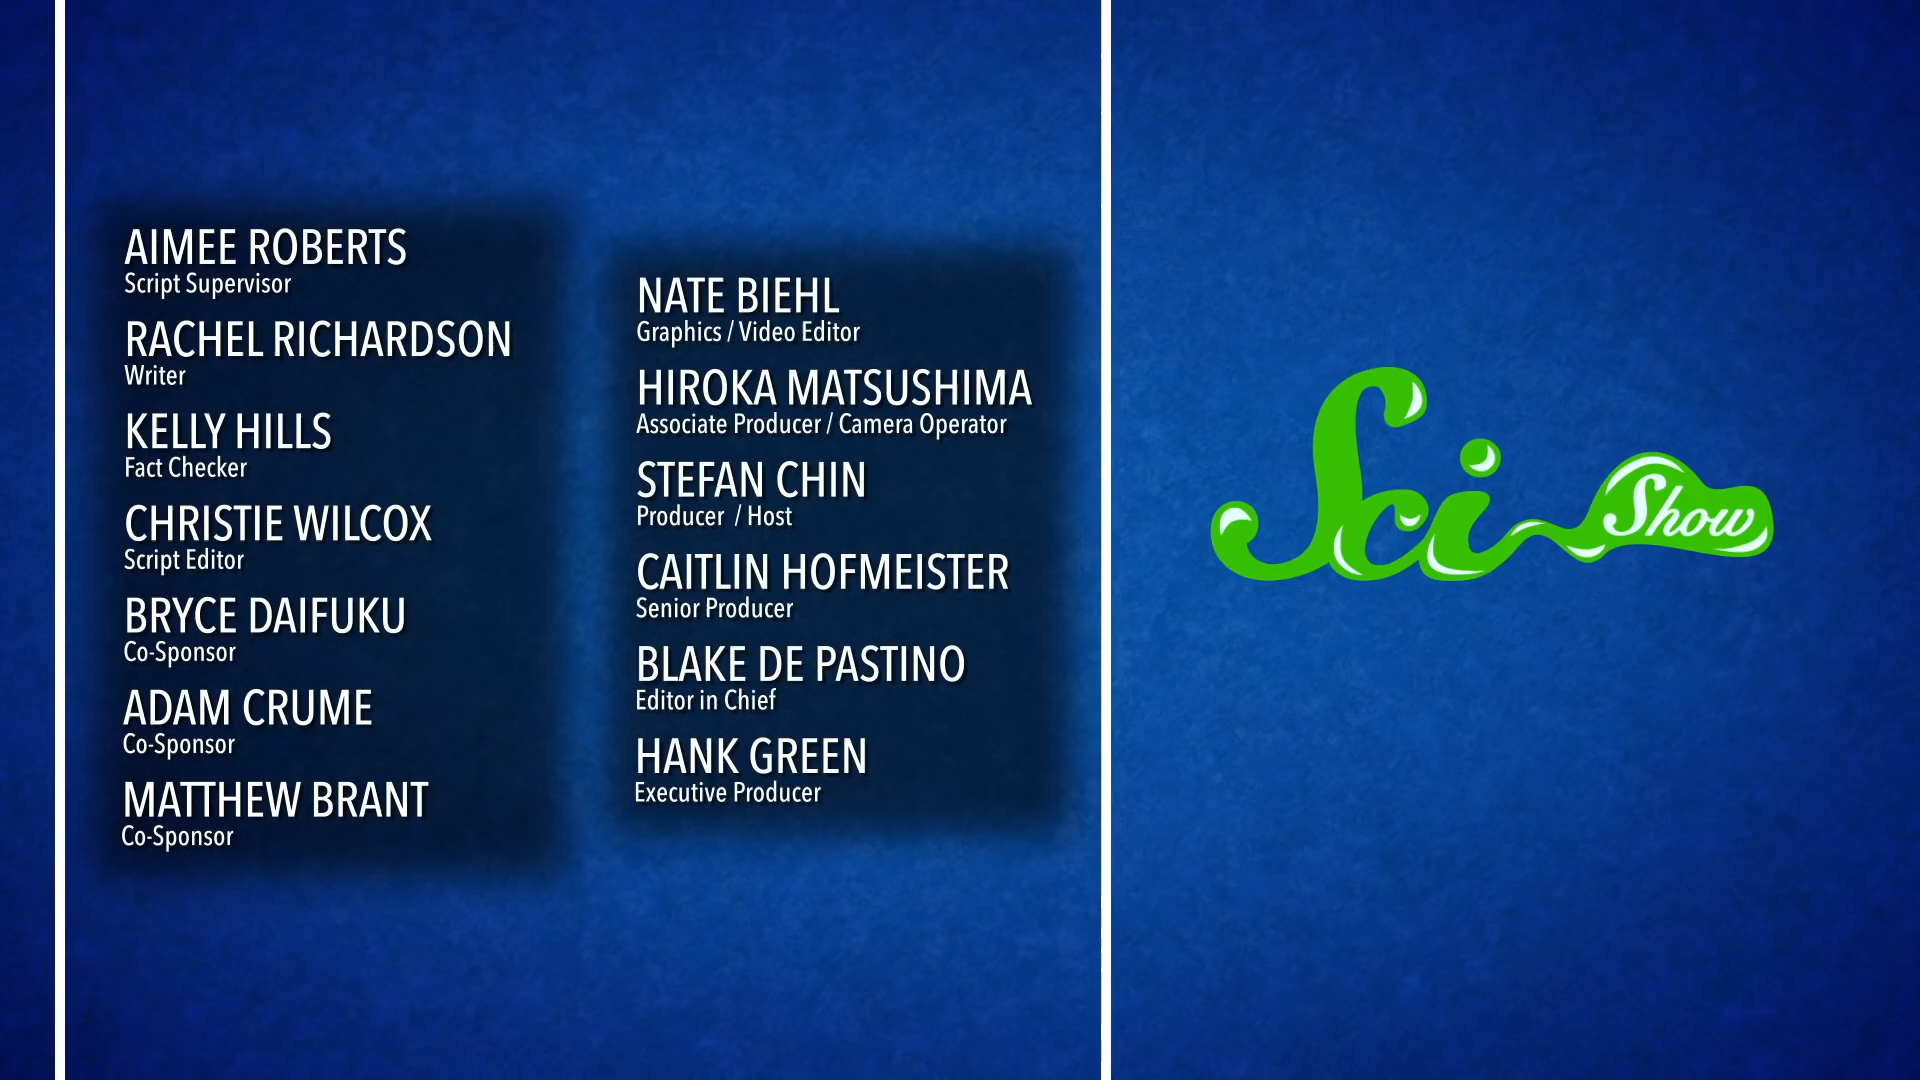 AIMEE ROBERTS
Script Supervisor
RACHEL RICHARDSON
Writer
KELLY HILLS
Fact Checker
CHRISTIE WILCOX
Script Editor
BRYCE DAIFUKU
Co-Sponsor
ADAM CRUME
Co-Sponsor
MATTHEW BRANT
Co-Sponsor
NATE BIEHL
Graphics / Video Editor
HIROKA MATSUSHIMA
Associate Producer / Camera Operator
STEFAN CHIN
Producer / Host
CAITLIN HOFMEISTER
Senior Producer
BLAKE DE PASTINO
Editor in Chief
HANK GREEN
Executive Producer
Sci Show